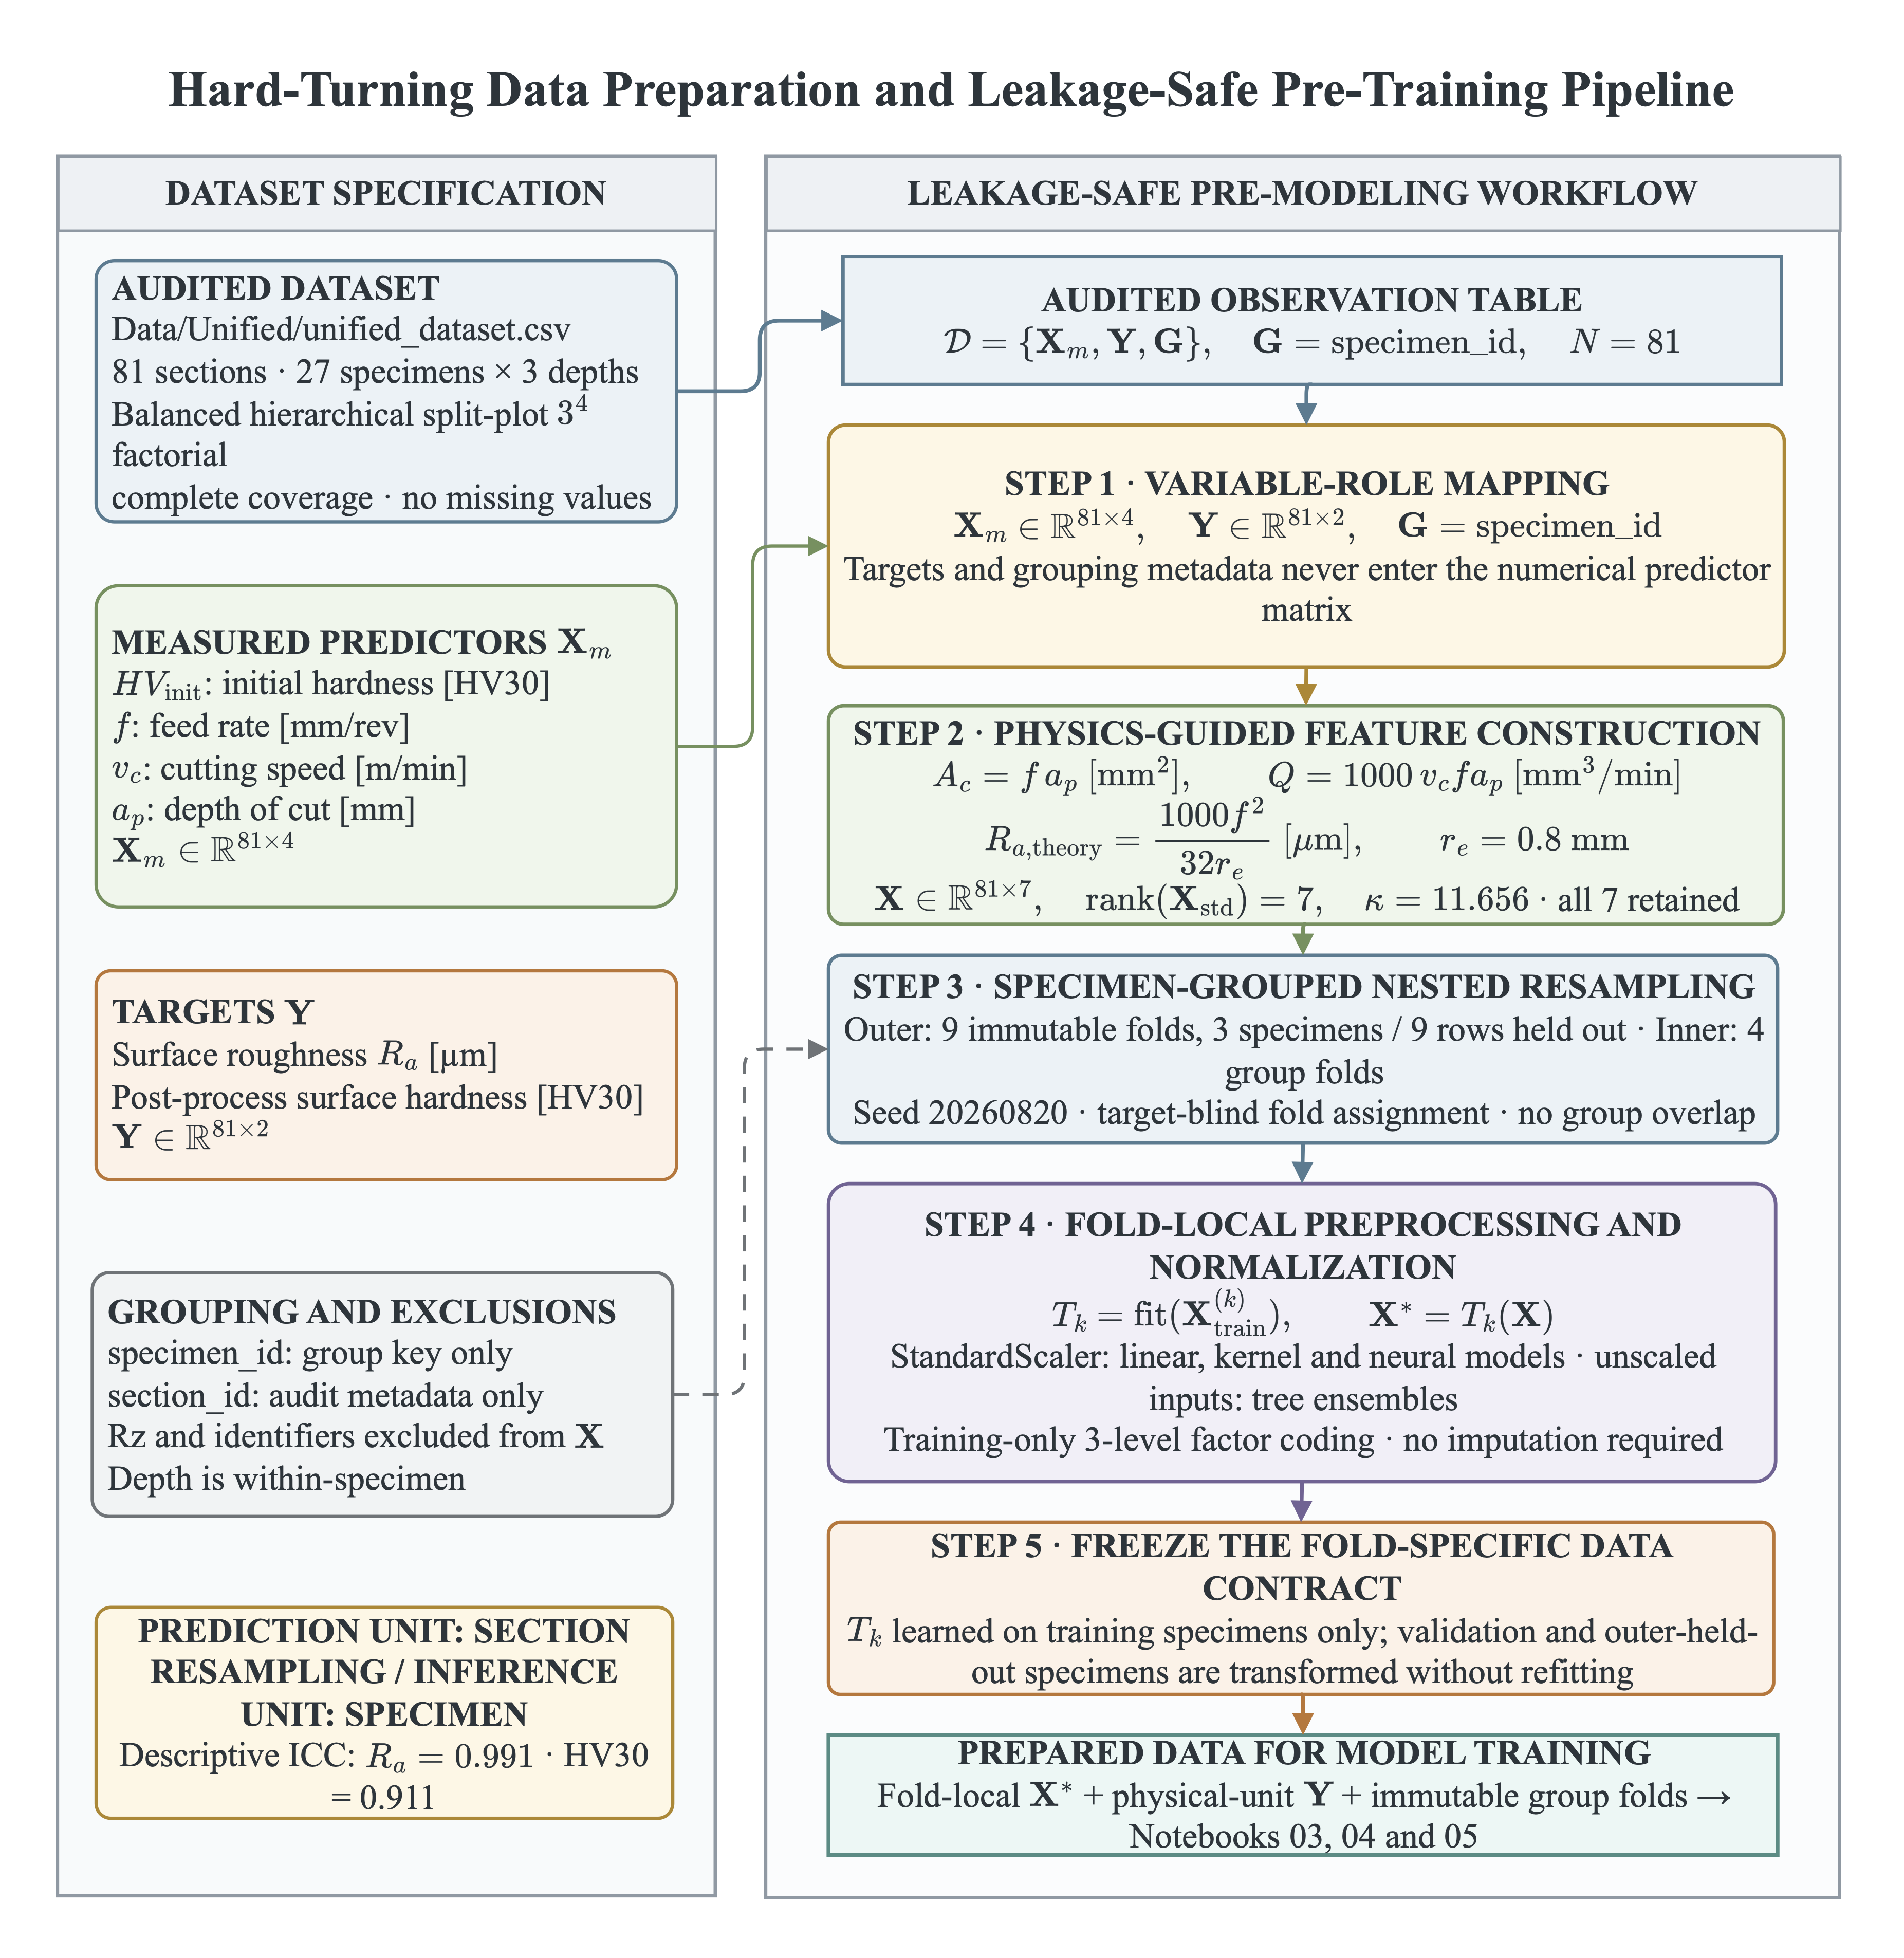 Hard-Turning Data Preparation and Leakage-Safe Pre-Training Pipeline
DATASET SPECIFICATION
AUDITED DATASET
Data/Unified/unified_dataset.csv
81 sections · 27 specimens × 3 depths
Balanced hierarchical split-plot 3⁴
factorial
complete coverage · no missing values
MEASURED PREDICTORS X_m
HV_init: initial hardness [HV30]
f: feed rate [mm/rev]
v_c: cutting speed [m/min]
a_p: depth of cut [mm]
X_m ∈ ℝ^{81×4}
TARGETS Y
Surface roughness R_a [µm]
Post-process surface hardness [HV30]
Y ∈ ℝ^{81×2}
GROUPING AND EXCLUSIONS
specimen_id: group key only
section_id: audit metadata only
Rz and identifiers excluded from X
Depth is within-specimen
PREDICTION UNIT: SECTION
RESAMPLING / INFERENCE
UNIT: SPECIMEN
Descriptive ICC: R_a = 0.991 · HV30
= 0.911
LEAKAGE-SAFE PRE-MODELING WORKFLOW
AUDITED OBSERVATION TABLE
𝒟 = {X_m, Y, G}, G = specimen_id, N = 81
STEP 1 · VARIABLE-ROLE MAPPING
X_m ∈ ℝ^{81×4}, Y ∈ ℝ^{81×2}, G = specimen_id
Targets and grouping metadata never enter the numerical predictor
matrix
STEP 2 · PHYSICS-GUIDED FEATURE CONSTRUCTION
A_c = f a_p [mm²], Q = 1000 v_c f a_p [mm³/min]
R_{a,theory} = 1000f² / 32r_e [µm], r_e = 0.8 mm
X ∈ ℝ^{81×7}, rank(X_std) = 7, κ = 11.656 · all 7 retained
STEP 3 · SPECIMEN-GROUPED NESTED RESAMPLING
Outer: 9 immutable folds, 3 specimens / 9 rows held out · Inner: 4
group folds
Seed 20260820 · target-blind fold assignment · no group overlap
STEP 4 · FOLD-LOCAL PREPROCESSING AND
NORMALIZATION
T_k = fit(X_train^{(k)}), X* = T_k(X)
StandardScaler: linear, kernel and neural models · unscaled
inputs: tree ensembles
Training-only 3-level factor coding · no imputation required
STEP 5 · FREEZE THE FOLD-SPECIFIC DATA
CONTRACT
T_k learned on training specimens only; validation and outer-held-
out specimens are transformed without refitting
PREPARED DATA FOR MODEL TRAINING
Fold-local X* + physical-unit Y + immutable group folds →
Notebooks 03, 04 and 05